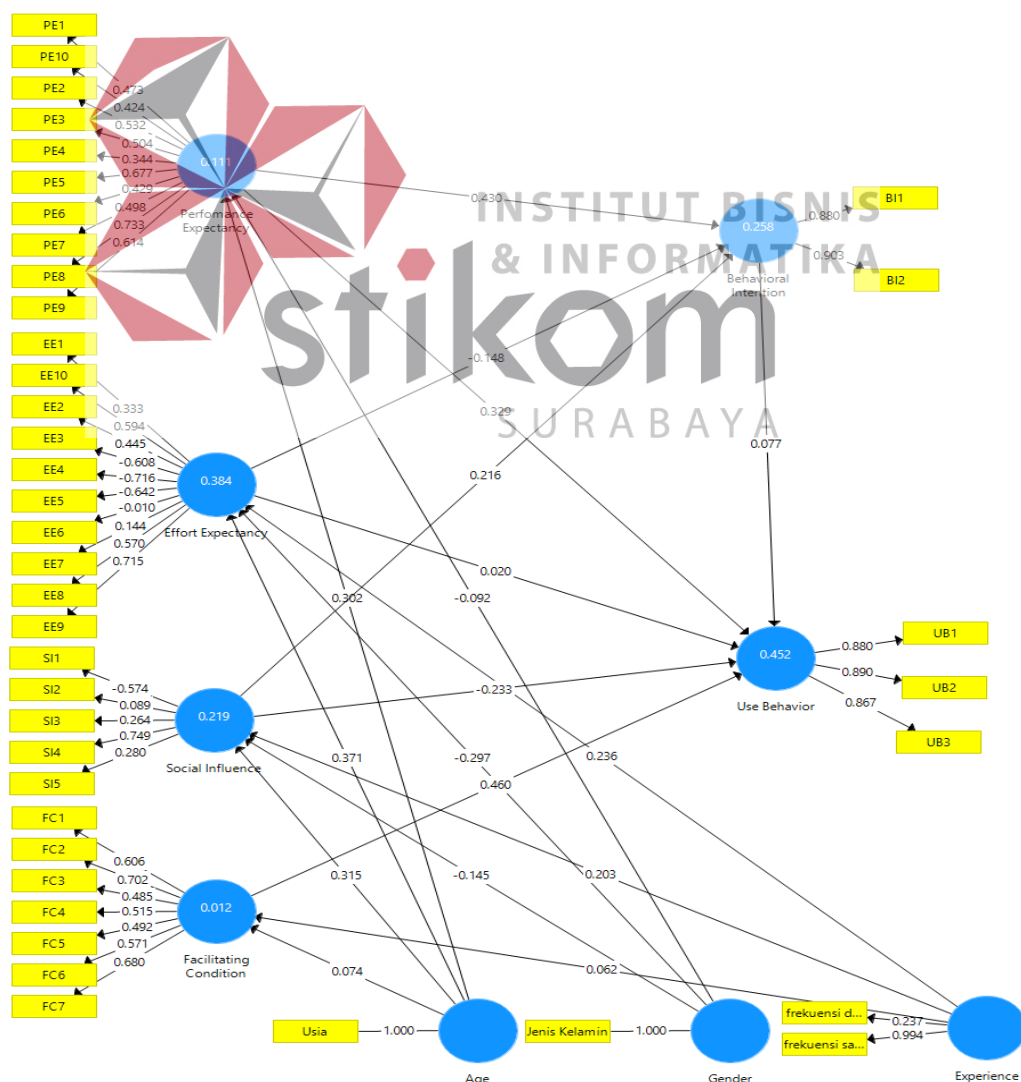 PE1
PE10
PE2
PE3
PE4
PE5
PE6
PE7
PE8
PE9
0.473
0.424
0.532
0.504
0.344
0.677
0.429
0.498
0.733
0.614
0.111
Perfomance
Expectancy
0.430
INSTITUT BISNIS
& INFORMATIKA
stikom
SURABAYA
0.258
Behavioral
Intention
0.880
0.903
BI1
BI2
-0.148
0.329
0.216
0.077
EE1
EE10
EE2
EE3
EE4
EE5
EE6
EE7
EE8
EE9
0.333
0.594
0.445
-0.608
-0.716
-0.642
-0.010
0.144
0.570
0.715
0.384
Effort Expectancy
0.020
0.302
-0.092
SI1
SI2
SI3
SI4
SI5
-0.574
0.089
0.264
0.749
0.280
0.219
Social Influence
-0.233
0.452
Use Behavior
0.880
0.890
0.867
UB1
UB2
UB3
0.371
-0.297
0.236
0.460
FC1
FC2
FC3
FC4
FC5
FC6
FC7
0.606
0.702
0.485
0.515
0.492
0.571
0.680
0.012
Facilitating
Condition
0.315
-0.145
0.203
0.074
0.062
Usia
1.000
Age
Jenis Kelamin
1.000
Gender
frekuensi d...
frekuensi sa...
0.237
0.994
Experience